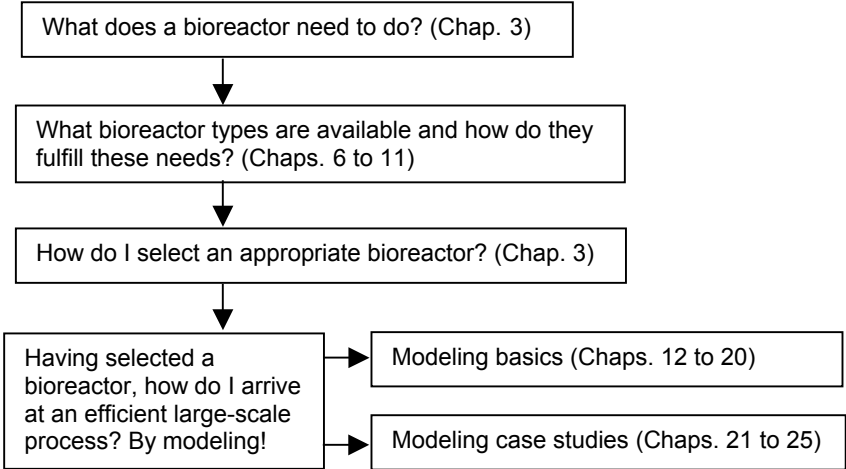 What does a bioreactor need to do? (Chap. 3)
What bioreactor types are available and how do they
fulfill these needs? (Chaps. 6 to 11)
How do I select an appropriate bioreactor? (Chap. 3)
Having selected a
bioreactor, how do I arrive
at an efficient large-scale
process? By modeling!
Modeling basics (Chaps. 12 to 20)
Modeling case studies (Chaps. 21 to 25)